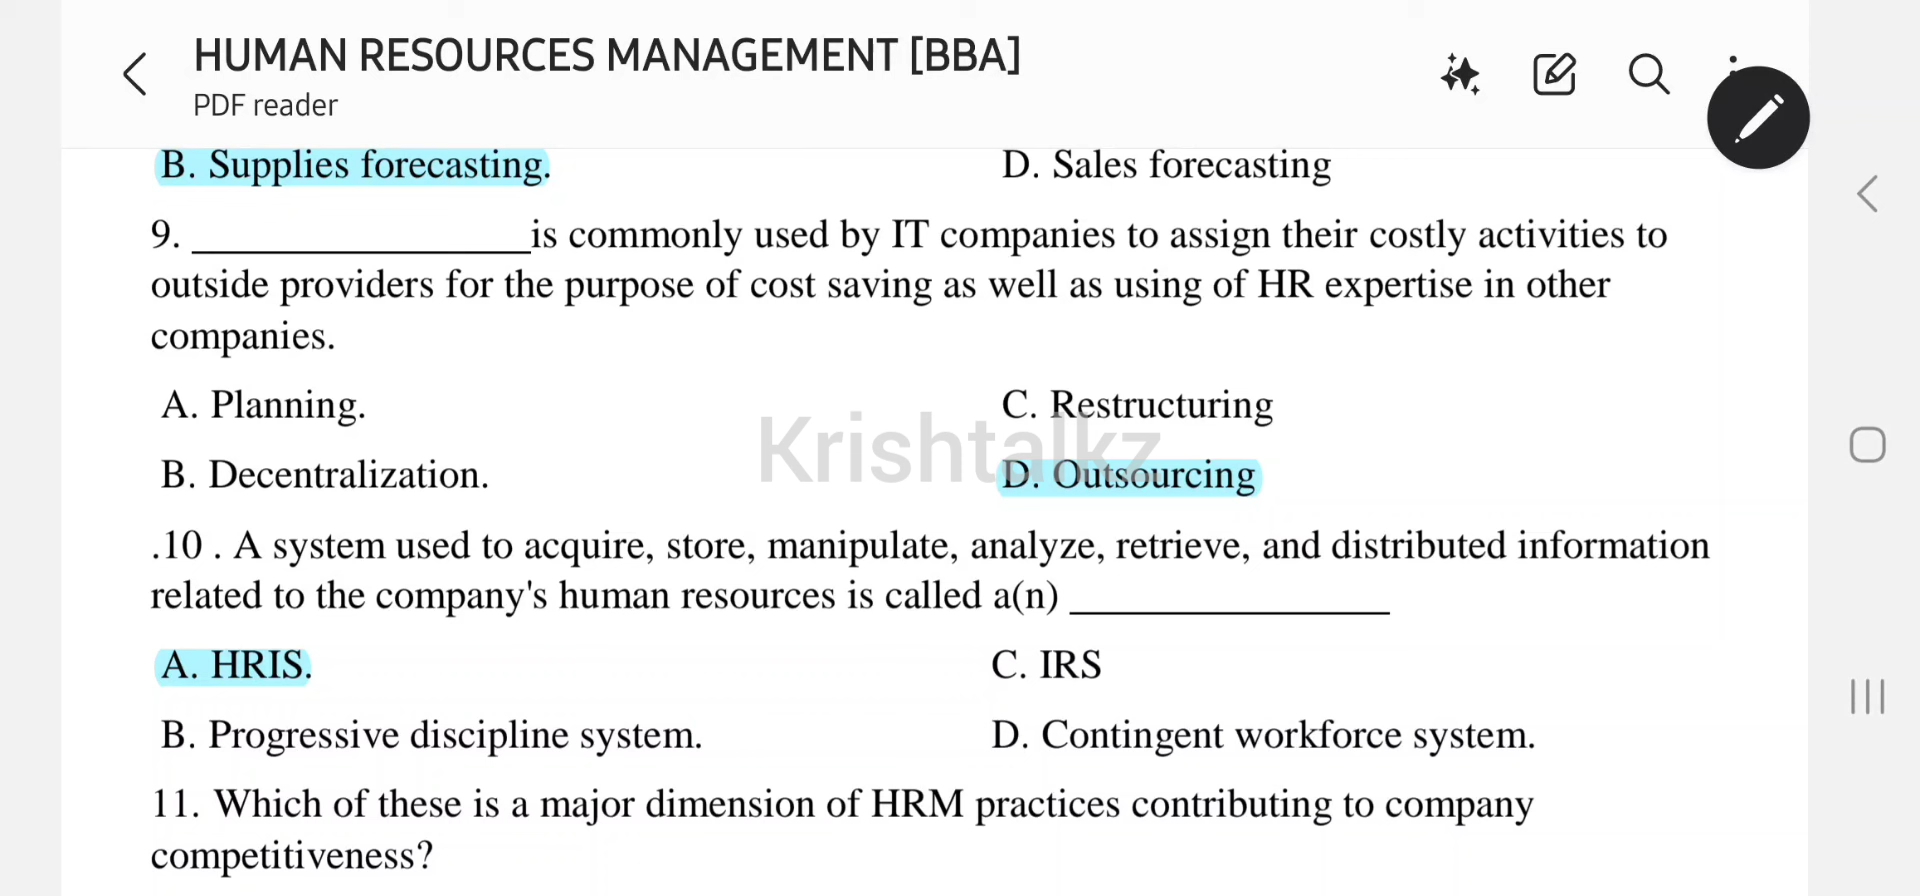 HUMAN RESOURCES MANAGEMENT [BBA]
PDF reader
B. Supplies forecasting.
D. Sales forecasting
9. ________________is commonly used by IT companies to assign their costly activities to
outside providers for the purpose of cost saving as well as using of HR expertise in other
companies.
A. Planning.
C. Restructuring
Krishtalkz
B. Decentralization.
D. Outsourcing
.10 . A system used to acquire, store, manipulate, analyze, retrieve, and distributed information
related to the company's human resources is called a(n) _______________
A. HRIS.
C. IRS
B. Progressive discipline system.
D. Contingent workforce system.
11. Which of these is a major dimension of HRM practices contributing to company
competitiveness?